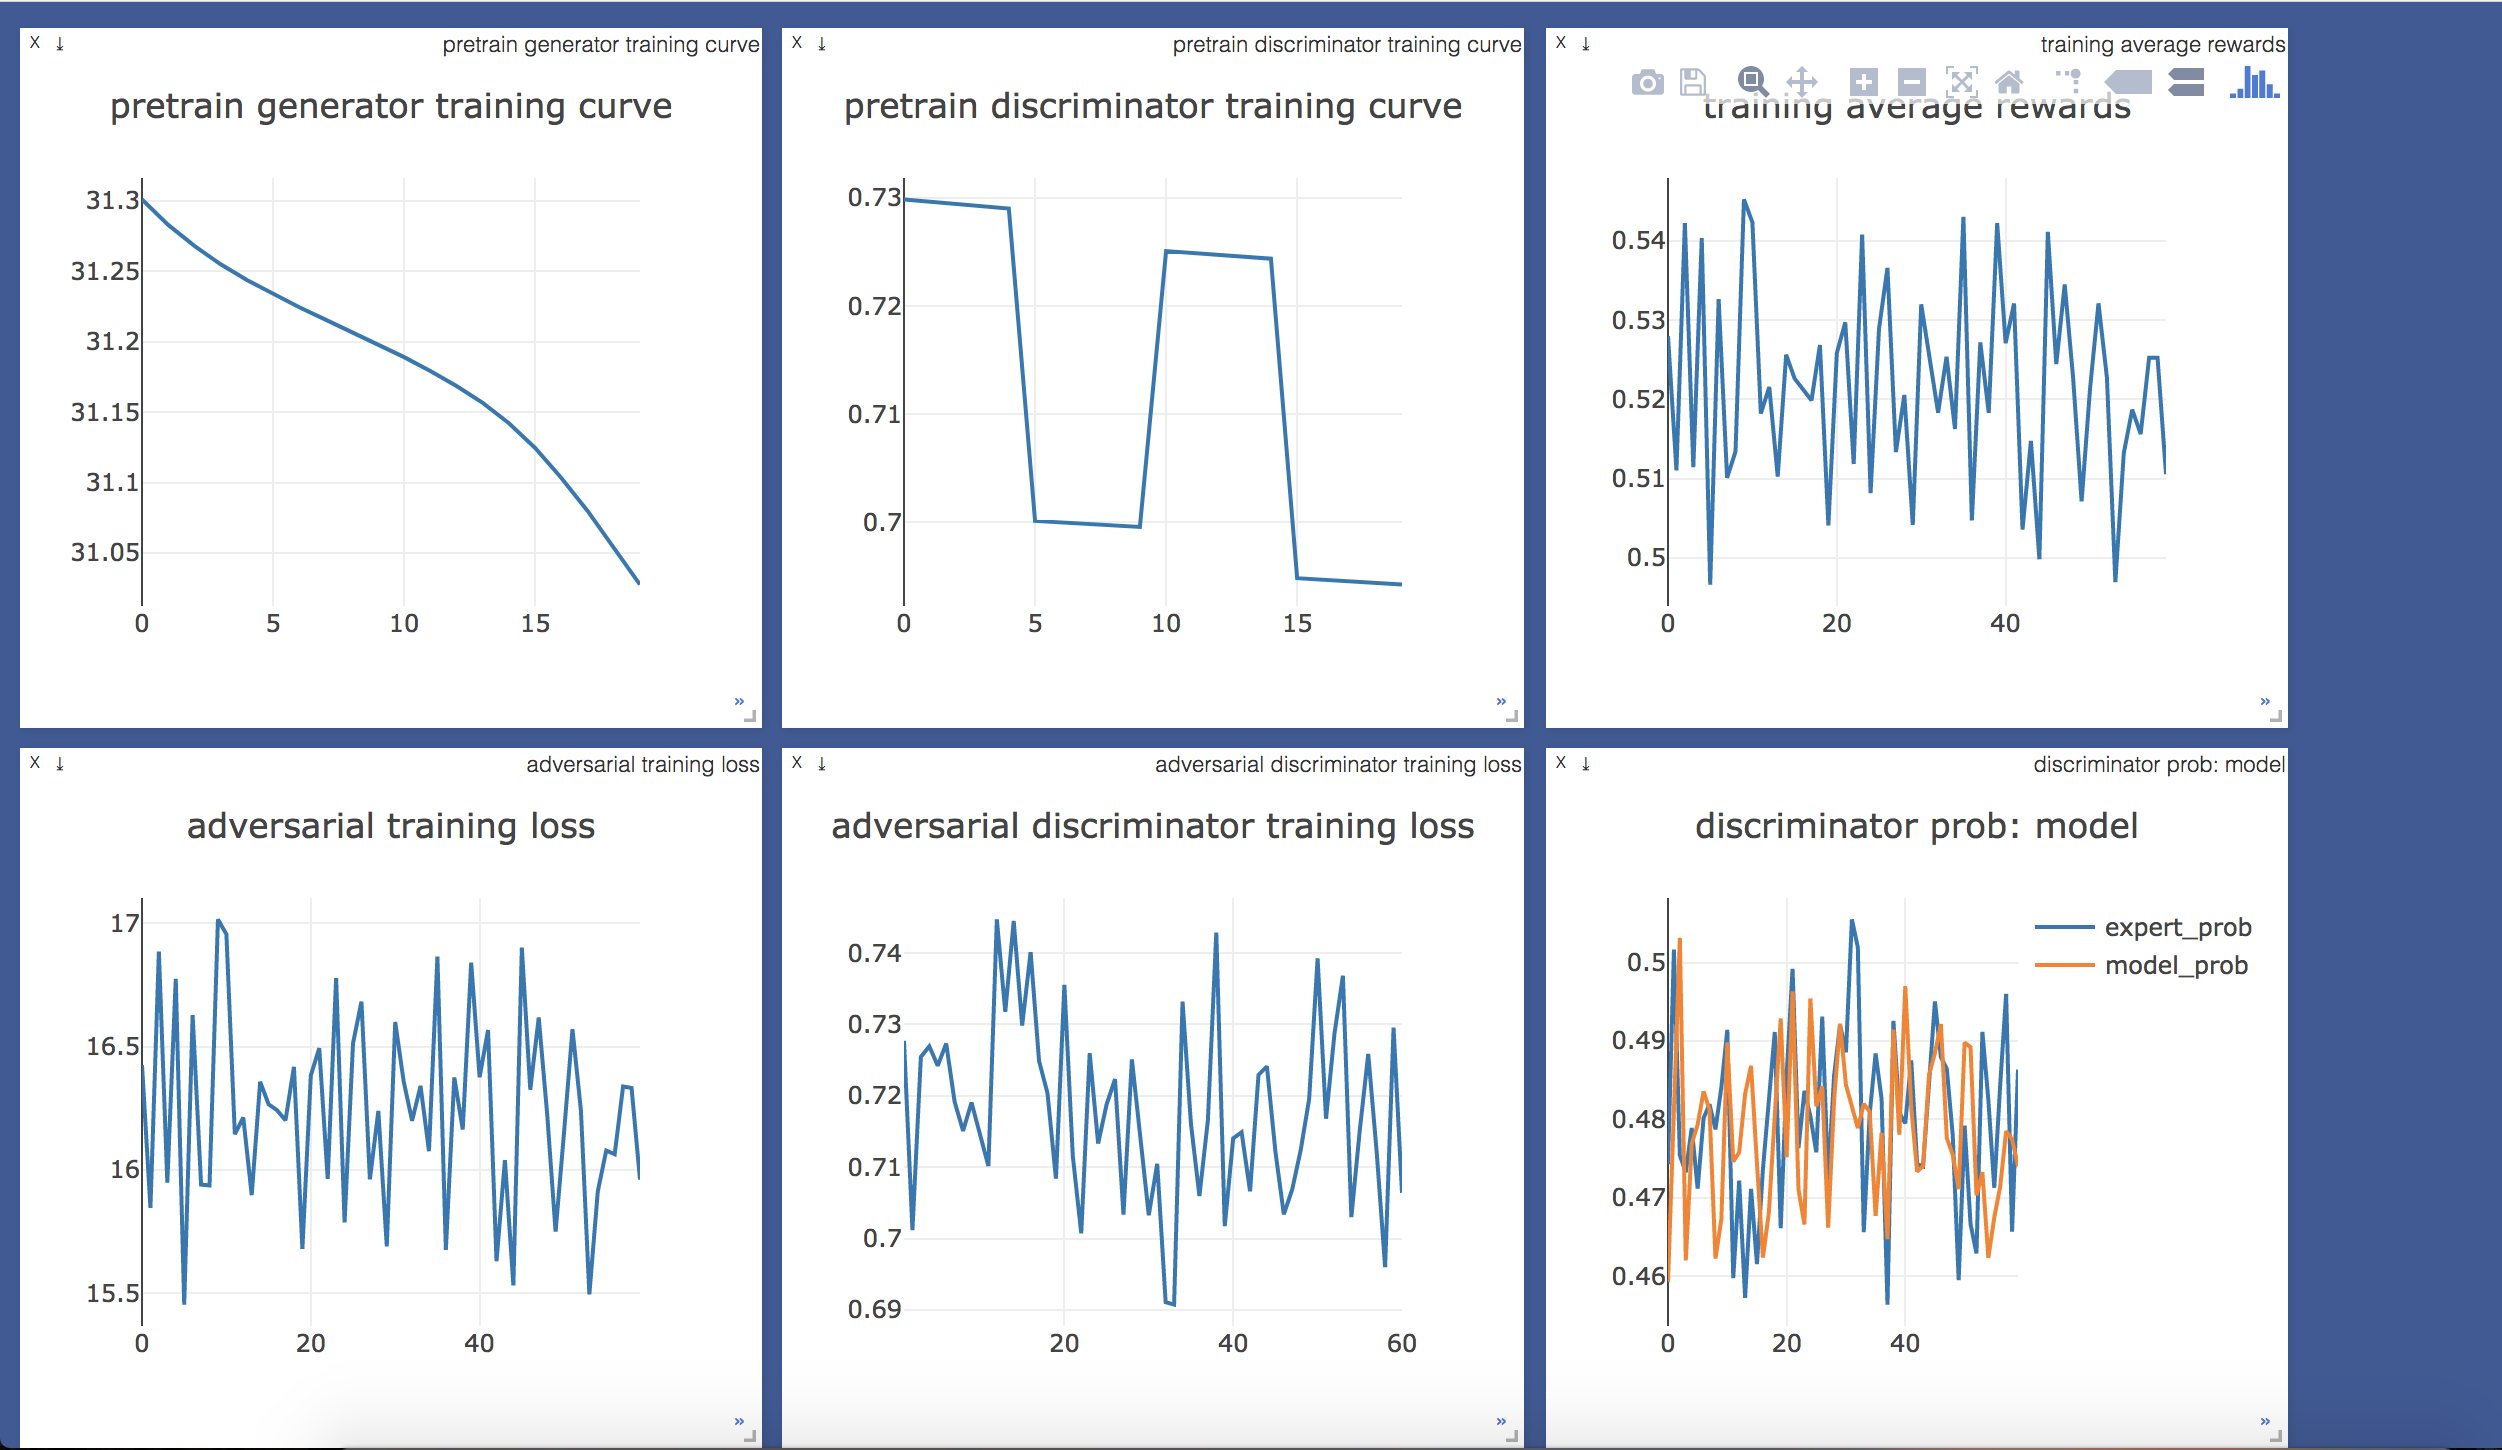 X ↓ pretrain generator training curve
pretrain generator training curve
31.3
31.25
31.2
31.15
31.1
31.05
0 5 10 15
»
X ↓ pretrain discriminator training curve
pretrain discriminator training curve
0.73
0.72
0.71
0.7
0 5 10 15
»
X ↓ training average rewards
training average rewards
0.54
0.53
0.52
0.51
0.5
0 20 40
»
X ↓ adversarial training loss
adversarial training loss
17
16.5
16
15.5
0 20 40
»
X ↓ adversarial discriminator training loss
adversarial discriminator training loss
0.74
0.73
0.72
0.71
0.7
0.69
20 40 60
»
X ↓ discriminator prob: model
discriminator prob: model
expert_prob
model_prob
0.5
0.49
0.48
0.47
0.46
0 20 40
»